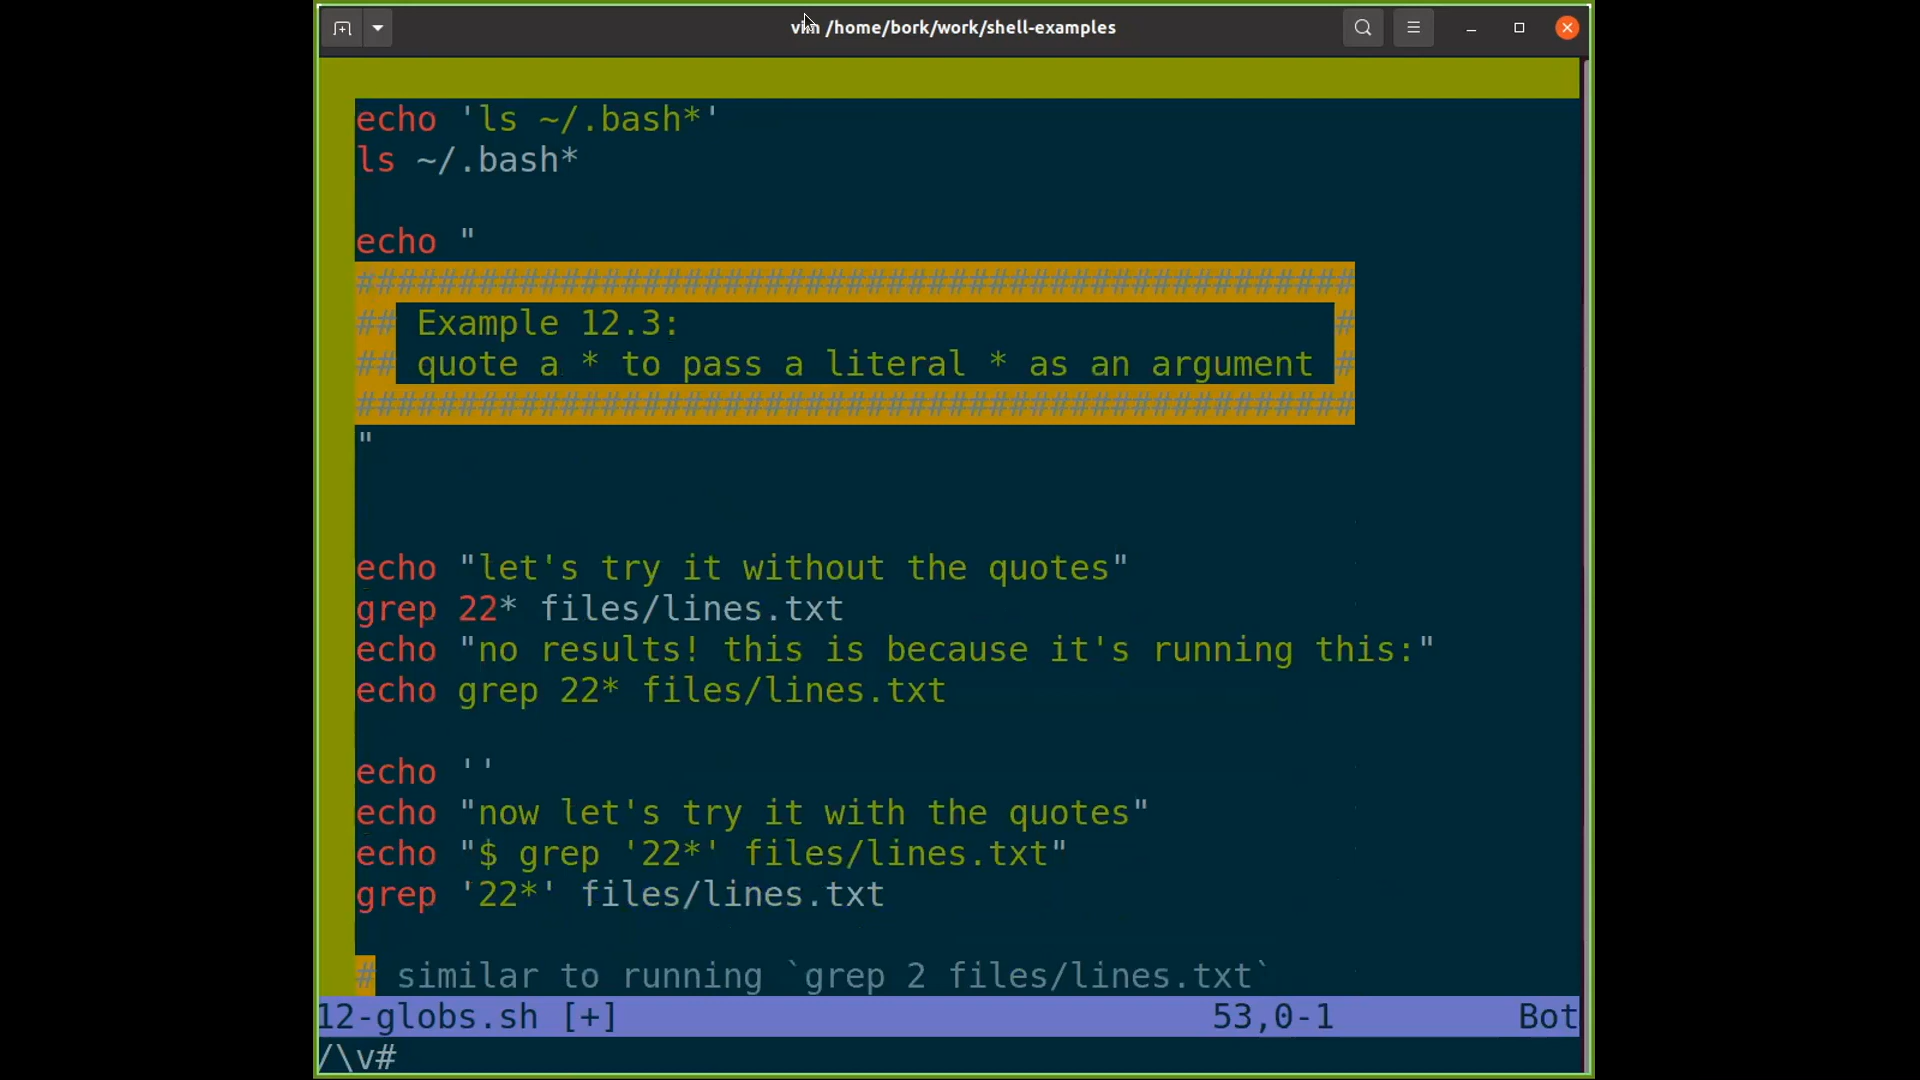 vim /home/bork/work/shell-examples
echo 'ls ~/.bash*'
ls ~/.bash*
echo "
#################################################
## Example 12.3: #
## quote a * to pass a literal * as an argument #
#################################################
"
echo "let's try it without the quotes"
grep 22* files/lines.txt
echo "no results! this is because it's running this:"
echo grep 22* files/lines.txt
echo ''
echo "now let's try it with the quotes"
echo "$ grep '22*' files/lines.txt"
grep '22*' files/lines.txt
# similar to running `grep 2 files/lines.txt`
12-globs.sh [+] 53,0-1 Bot
/\v#